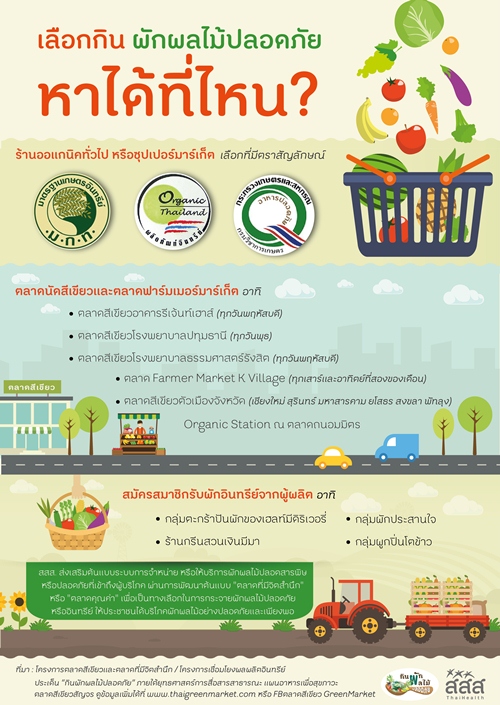 เลือกกิน ผักผลไม้ปลอดภัย
หาได้ที่ไหน?
ร้านออแกนิคทั่วไป หรือซุปเปอร์มาร์เก็ต เลือกที่มีตราสัญลักษณ์
มาตรฐานเกษตรอินทรีย์
ม.ก.ท.
Organic
Thailand
ผลิตภัณฑ์อินทรีย์
กระทรวงเกษตรและสหกรณ์
อาหารปลอดภัย
กรมวิชาการเกษตร
ตลาดนัดสีเขียวและตลาดฟาร์มเมอร์มาร์เก็ต อาทิ
• ตลาดสีเขียวอาคารรีเจ้นท์เฮาส์ (ทุกวันพฤหัสบดี)
• ตลาดสีเขียวโรงพยาบาลปทุมธานี (ทุกวันพุธ)
• ตลาดสีเขียวโรงพยาบาลธรรมศาสตร์รังสิต (ทุกวันพฤหัสบดี)
• ตลาด Farmer Market K Village (ทุกเสาร์และอาทิตย์ที่สองของเดือน)
ตลาดสีเขียว
• ตลาดสีเขียวตัวเมืองจังหวัด (เชียงใหม่ สุรินทร์ มหาสารคาม ยโสธร สงขลา พัทลุง)
Organic Station ณ ตลาดถนอมมิตร
สมัครสมาชิกรับผักอินทรีย์จากผู้ผลิต อาทิ
• กลุ่มตะกร้าปันผักของเฮลท์มีดิริเวอรี่
• กลุ่มผักประสานใจ
• ร้านกรีนสวนเงินมีมา
• กลุ่มผูกปิ่นโตข้าว
สสส. ส่งเสริมต้นแบบระบบการจำหน่าย หรือให้บริการผักผลไม้ปลอดสารพิษ
หรือปลอดภัยที่เข้าถึงผู้บริโภค ผ่านการพัฒนาต้นแบบ "ตลาดที่มีจิตสำนึก"
หรือ "ตลาดคุณค่า" เพื่อเป็นทางเลือกในการกระจายผักผลไม้ปลอดภัย
หรืออินทรีย์ ให้ประชาชนได้บริโภคผักผลไม้อย่างปลอดภัยและเพียงพอ
ที่มา : โครงการตลาดสีเขียวและตลาดที่มีจิตสำนึก / โครงการเชื่อมโยงผลผลิตอินทรีย์
ประเด็น "กินผักผลไม้ปลอดภัย" ภายใต้ยุทธศาสตร์การสื่อสารสาธารณะ แผนอาหารเพื่อสุขภาวะ
ตลาดสีเขียวสัญจร ดูข้อมูลเพิ่มได้ที่ www.thaigreenmarket.com หรือ FBตลาดสีเขียว GreenMarket
กินผักผลไม้
สสส
ThaiHealth